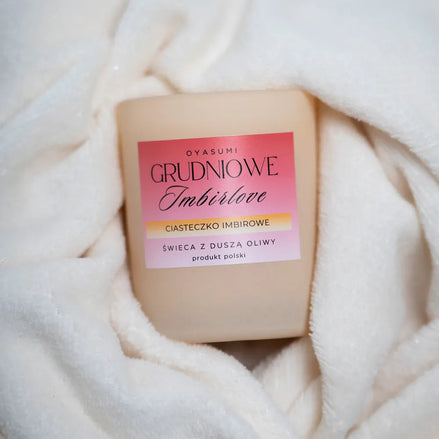 OYASUMI
GRUDNIOWE
Imbirlove
CIASTECZKO IMBIROWE
ŚWIECA Z DUSZĄ OLIWY
produkt polski